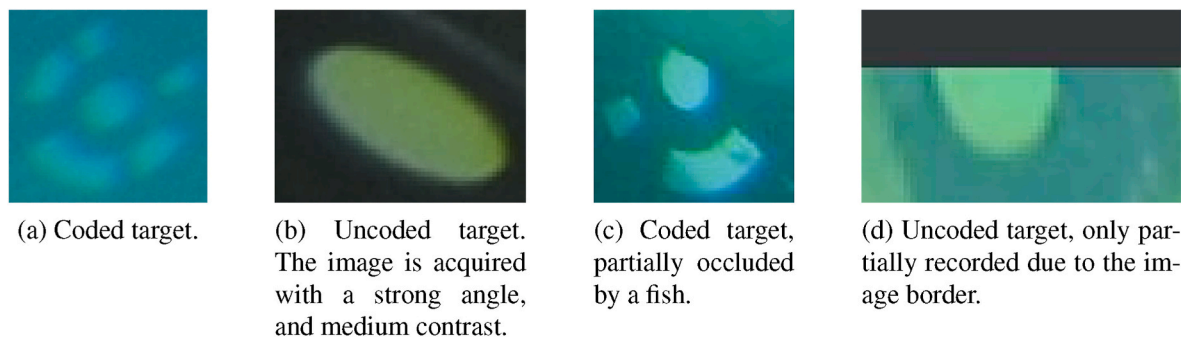 (a) Coded target.
(b) Uncoded target.
The image is acquired
with a strong angle,
and medium contrast.
(c) Coded target,
partially occluded
by a fish.
(d) Uncoded target, only par-
tially recorded due to the im-
age border.